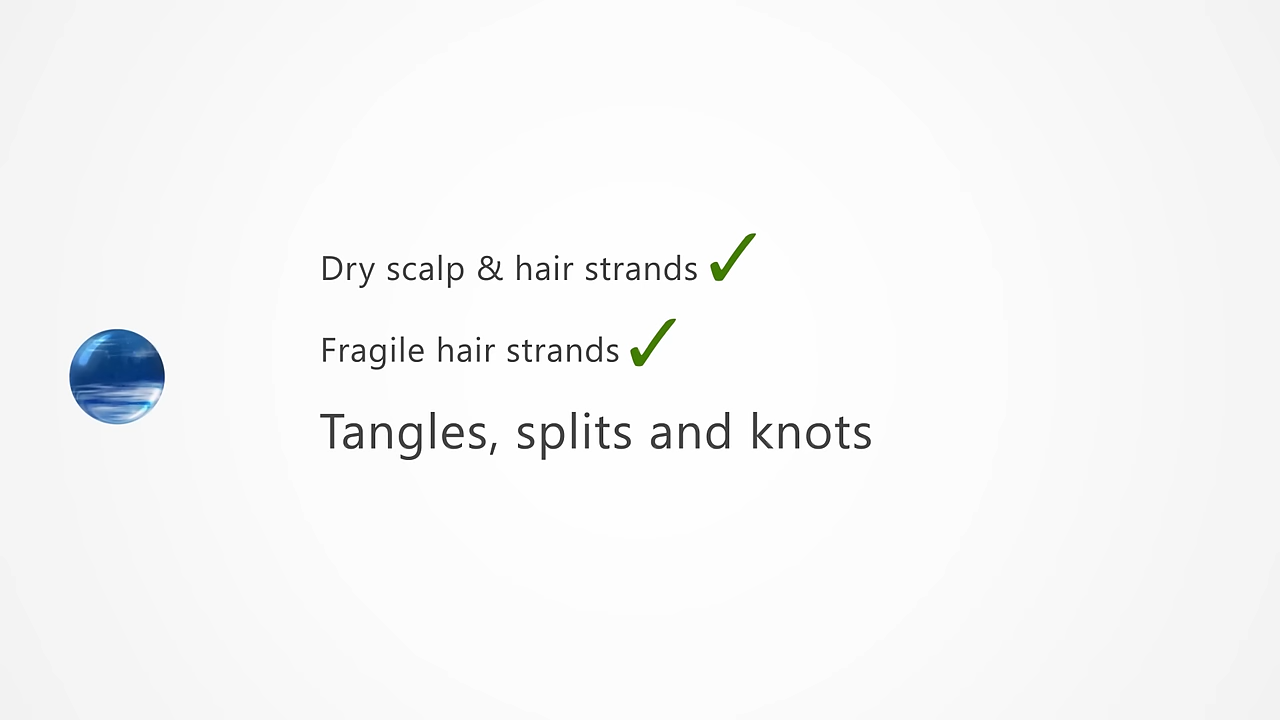 Dry scalp & hair strands ✓
Fragile hair strands ✓
Tangles, splits and knots